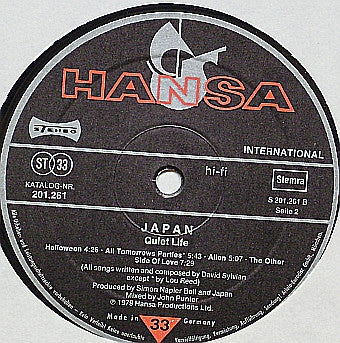 HANSA
INTERNATIONAL
STEREO
ST 33
hi-fi
Stemra
KATALOG-NR.
201.261
S 201.261 B
Seite 2
JAPAN
Quiet Life
Halloween 4:26 - All Tomorrows Parties* 5:43 - Alien 5:07 - The Other
Side Of Love 7:29
(All songs written and composed by David Sylvian
except * by Lou Reed)
Produced by Simon Napier Bell and Japan
Mixed by John Punter
℗ 1979 Hansa Productions Ltd.
Made in 33 Germany